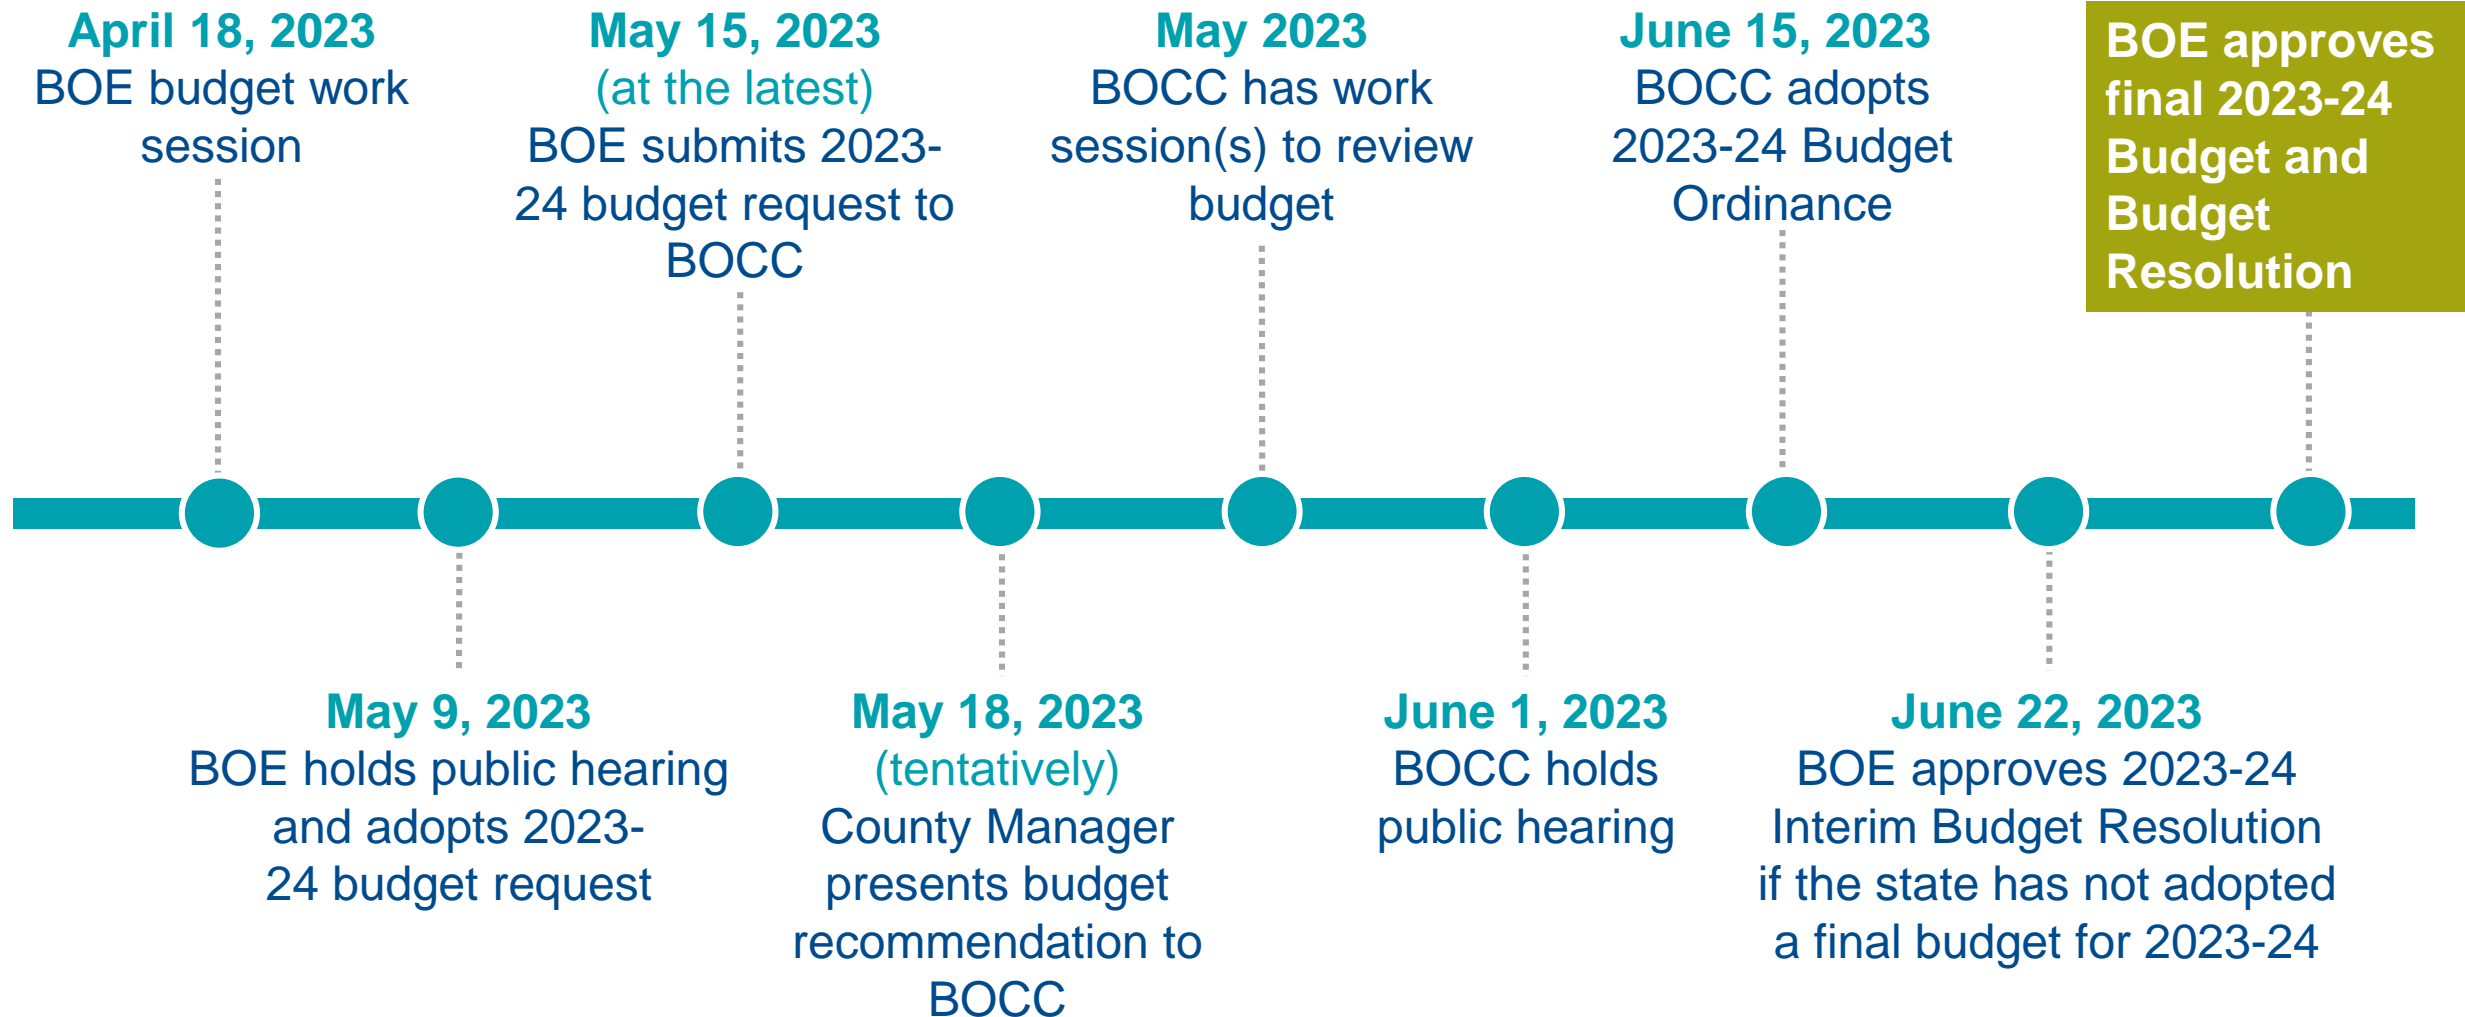 April 18, 2023
BOE budget work
session
May 15, 2023
(at the latest)
BOE submits 2023-
24 budget request to
BOCC
May 2023
BOCC has work
session(s) to review
budget
June 15, 2023
BOCC adopts
2023-24 Budget
Ordinance
BOE approves
final 2023-24
Budget and
Budget
Resolution
May 9, 2023
BOE holds public hearing
and adopts 2023-
24 budget request
May 18, 2023
(tentatively)
County Manager
presents budget
recommendation to
BOCC
June 1, 2023
BOCC holds
public hearing
June 22, 2023
BOE approves 2023-24
Interim Budget Resolution
if the state has not adopted
a final budget for 2023-24